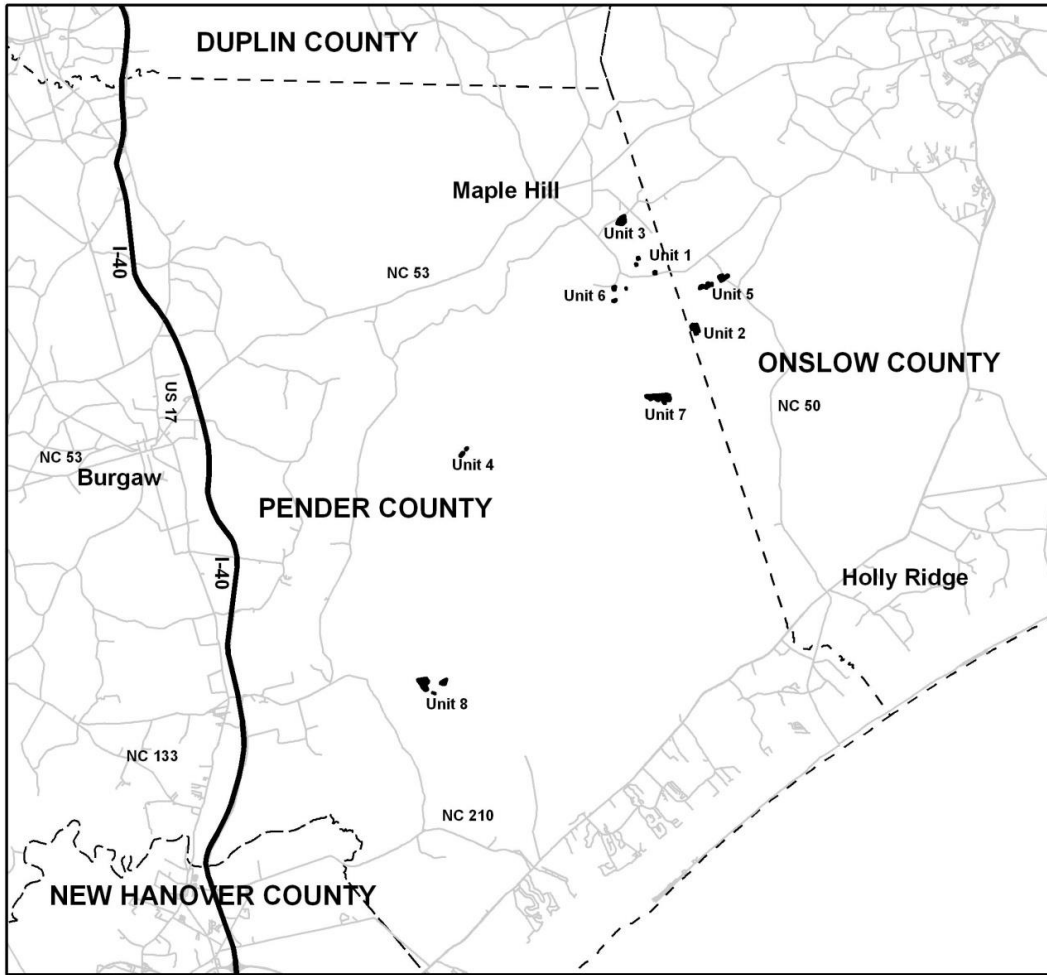 DUPLIN COUNTY
Maple Hill
Unit 3
Unit 1
I-40
NC 53
Unit 6
Unit 5
Unit 2
ONSLOW COUNTY
US 17
NC 50
Unit 7
NC 53
Burgaw
Unit 4
PENDER COUNTY
I-40
Holly Ridge
Unit 8
NC 133
NC 210
NEW HANOVER COUNTY